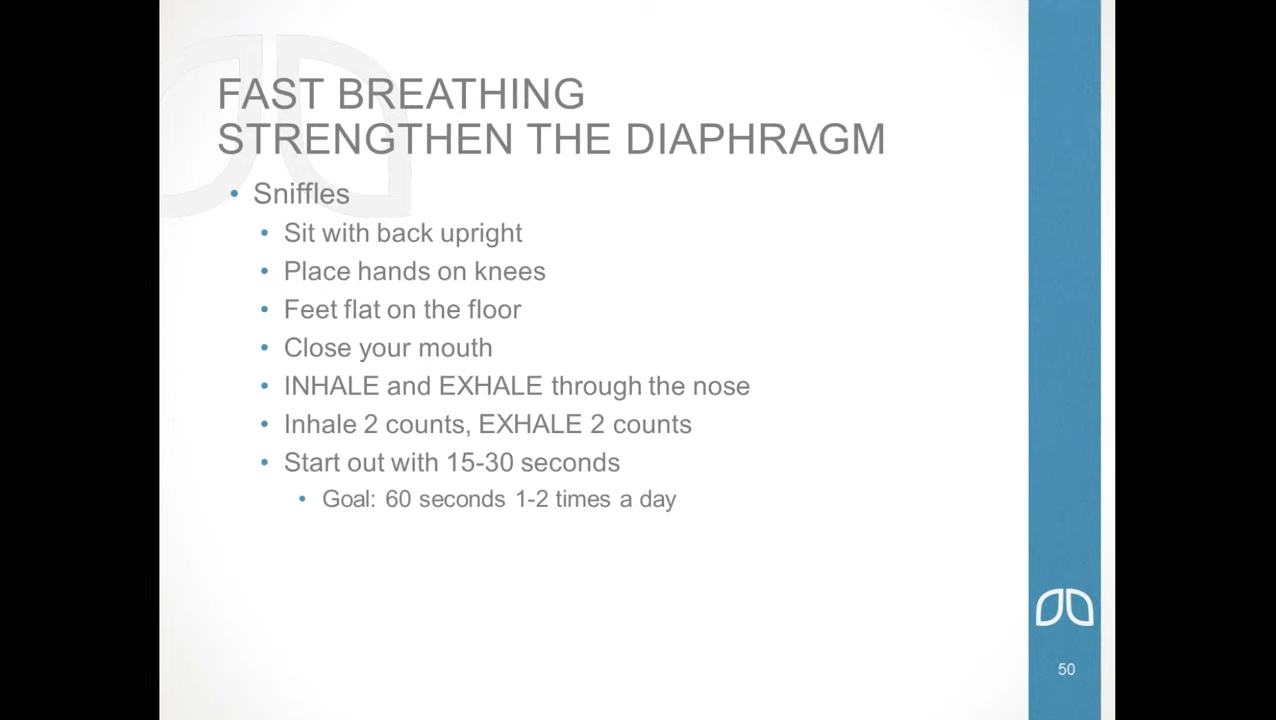 FAST BREATHING
STRENGTHEN THE DIAPHRAGM
• Sniffles
• Sit with back upright
• Place hands on knees
• Feet flat on the floor
• Close your mouth
• INHALE and EXHALE through the nose
• Inhale 2 counts, EXHALE 2 counts
• Start out with 15-30 seconds
• Goal: 60 seconds 1-2 times a day
50